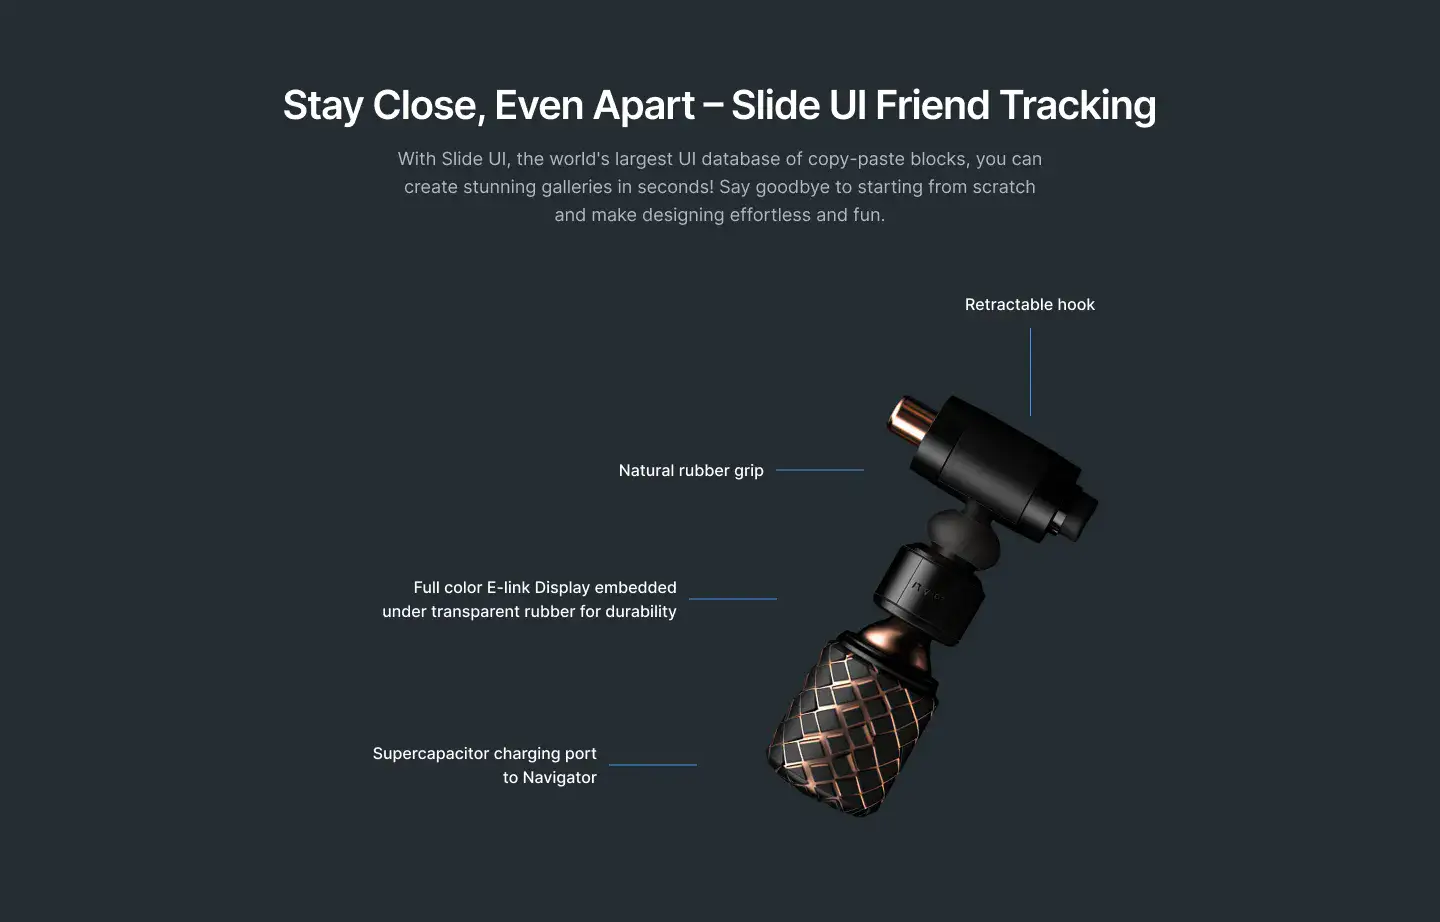 Stay Close, Even Apart – Slide UI Friend Tracking
With Slide UI, the world's largest UI database of copy-paste blocks, you can
create stunning galleries in seconds! Say goodbye to starting from scratch
and make designing effortless and fun.
Retractable hook
Natural rubber grip
Full color E-link Display embedded
under transparent rubber for durability
Supercapacitor charging port
to Navigator